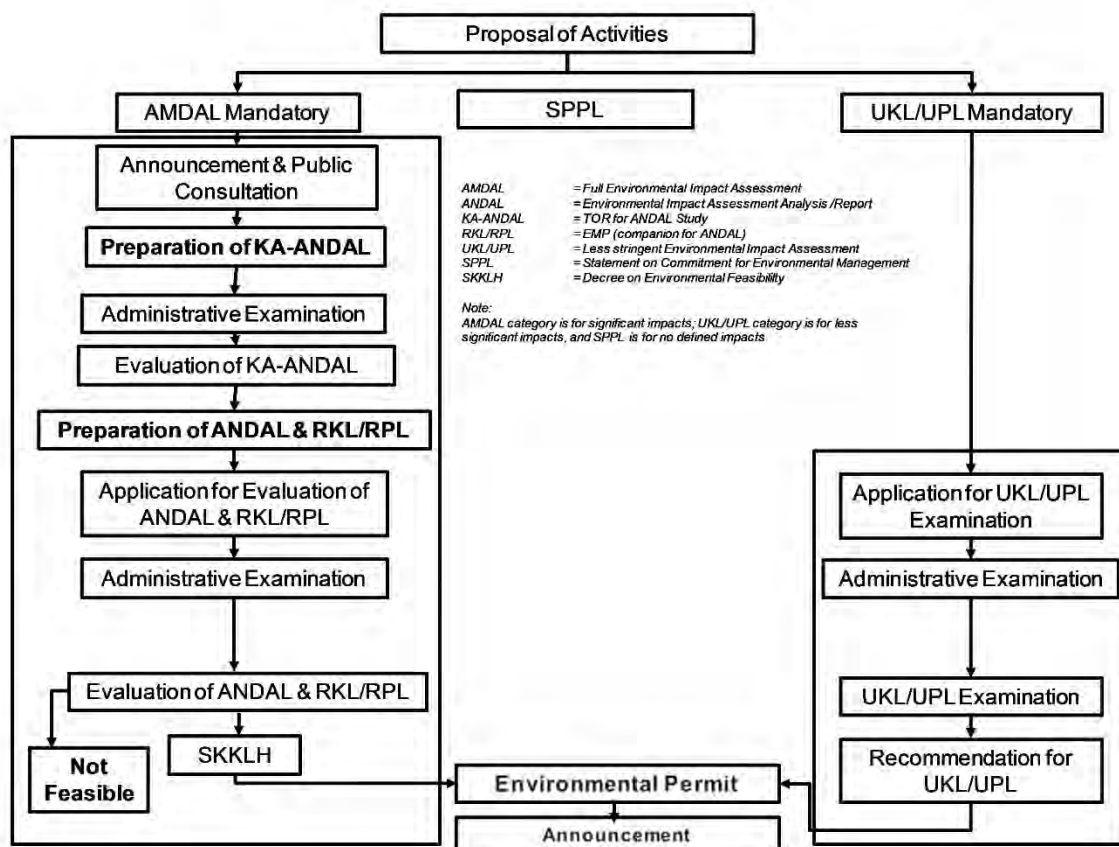 Proposal of Activities
AMDAL Mandatory
SPPL
UKL/UPL Mandatory
Announcement & Public
Consultation
Preparation of KA-ANDAL
Administrative Examination
Evaluation of KA-ANDAL
Preparation of ANDAL & RKL/RPL
Application for Evaluation of
ANDAL & RKL/RPL
Administrative Examination
Evaluation of ANDAL & RKL/RPL
Not
Feasible
SKKLH
AMDAL = Full Environmental Impact Assessment
ANDAL = Environmental Impact Assessment Analysis /Report
KA-ANDAL = TOR for ANDAL Study
RKL/RPL = EMP (companion for ANDAL)
UKL/UPL = Less stringent Environmental Impact Assessment
SPPL = Statement on Commitment for Environmental Management
SKKLH = Decree on Environmental Feasibility
Note:
AMDAL category is for significant impacts; UKL/UPL category is for less
significant impacts, and SPPL is for no defined impacts
Application for UKL/UPL
Examination
Administrative Examination
UKL/UPL Examination
Recommendation for
UKL/UPL
Environmental Permit
Announcement